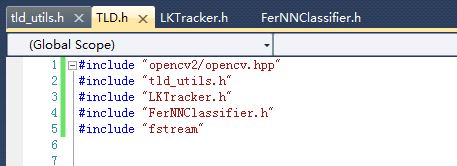 tld_utils.h TLD.h × LKTracker.h FerNNClassifier.h
(Global Scope)
1 #include "opencv2/opencv.hpp"
2 #include "tld_utils.h"
3 #include "LKTracker.h"
4 #include "FerNNClassifier.h"
5 #include "fstream"
6
7